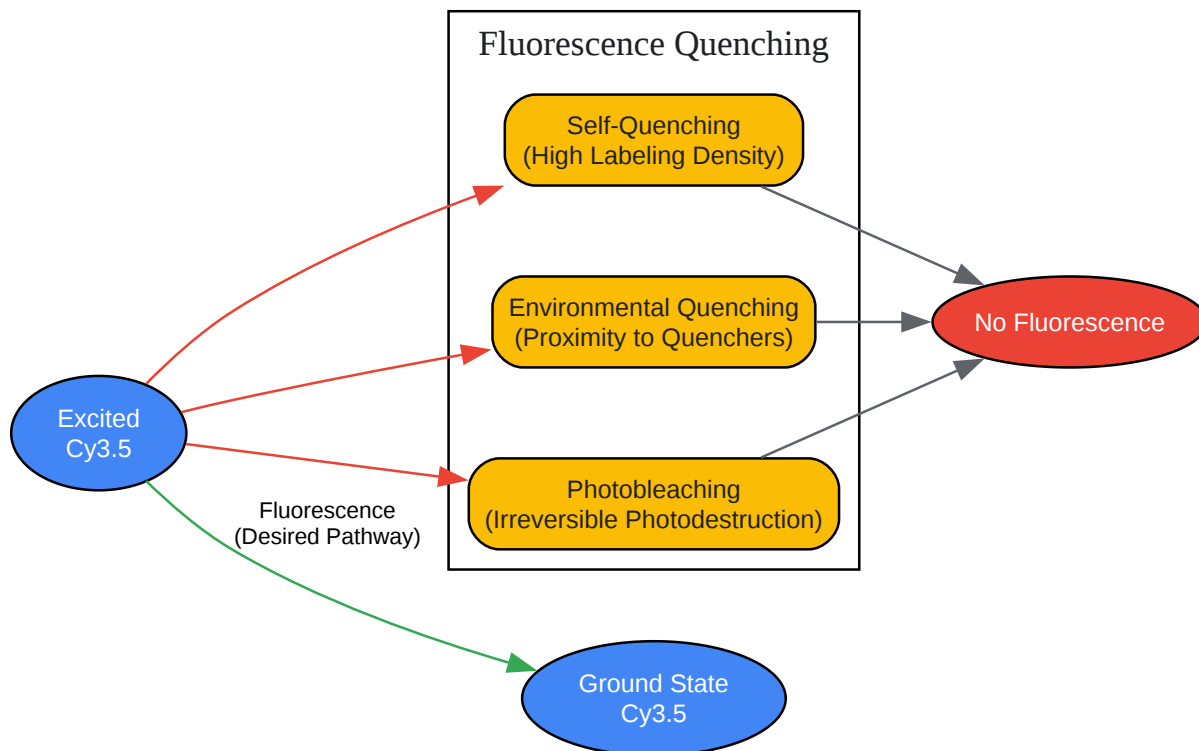 Fluorescence Quenching
Self-Quenching
(High Labeling Density)
Environmental Quenching
(Proximity to Quenchers)
No Fluorescence
Excited
Cy3.5
Photobleaching
(Irreversible Photodestruction)
Fluorescence
(Desired Pathway)
Ground State
Cy3.5